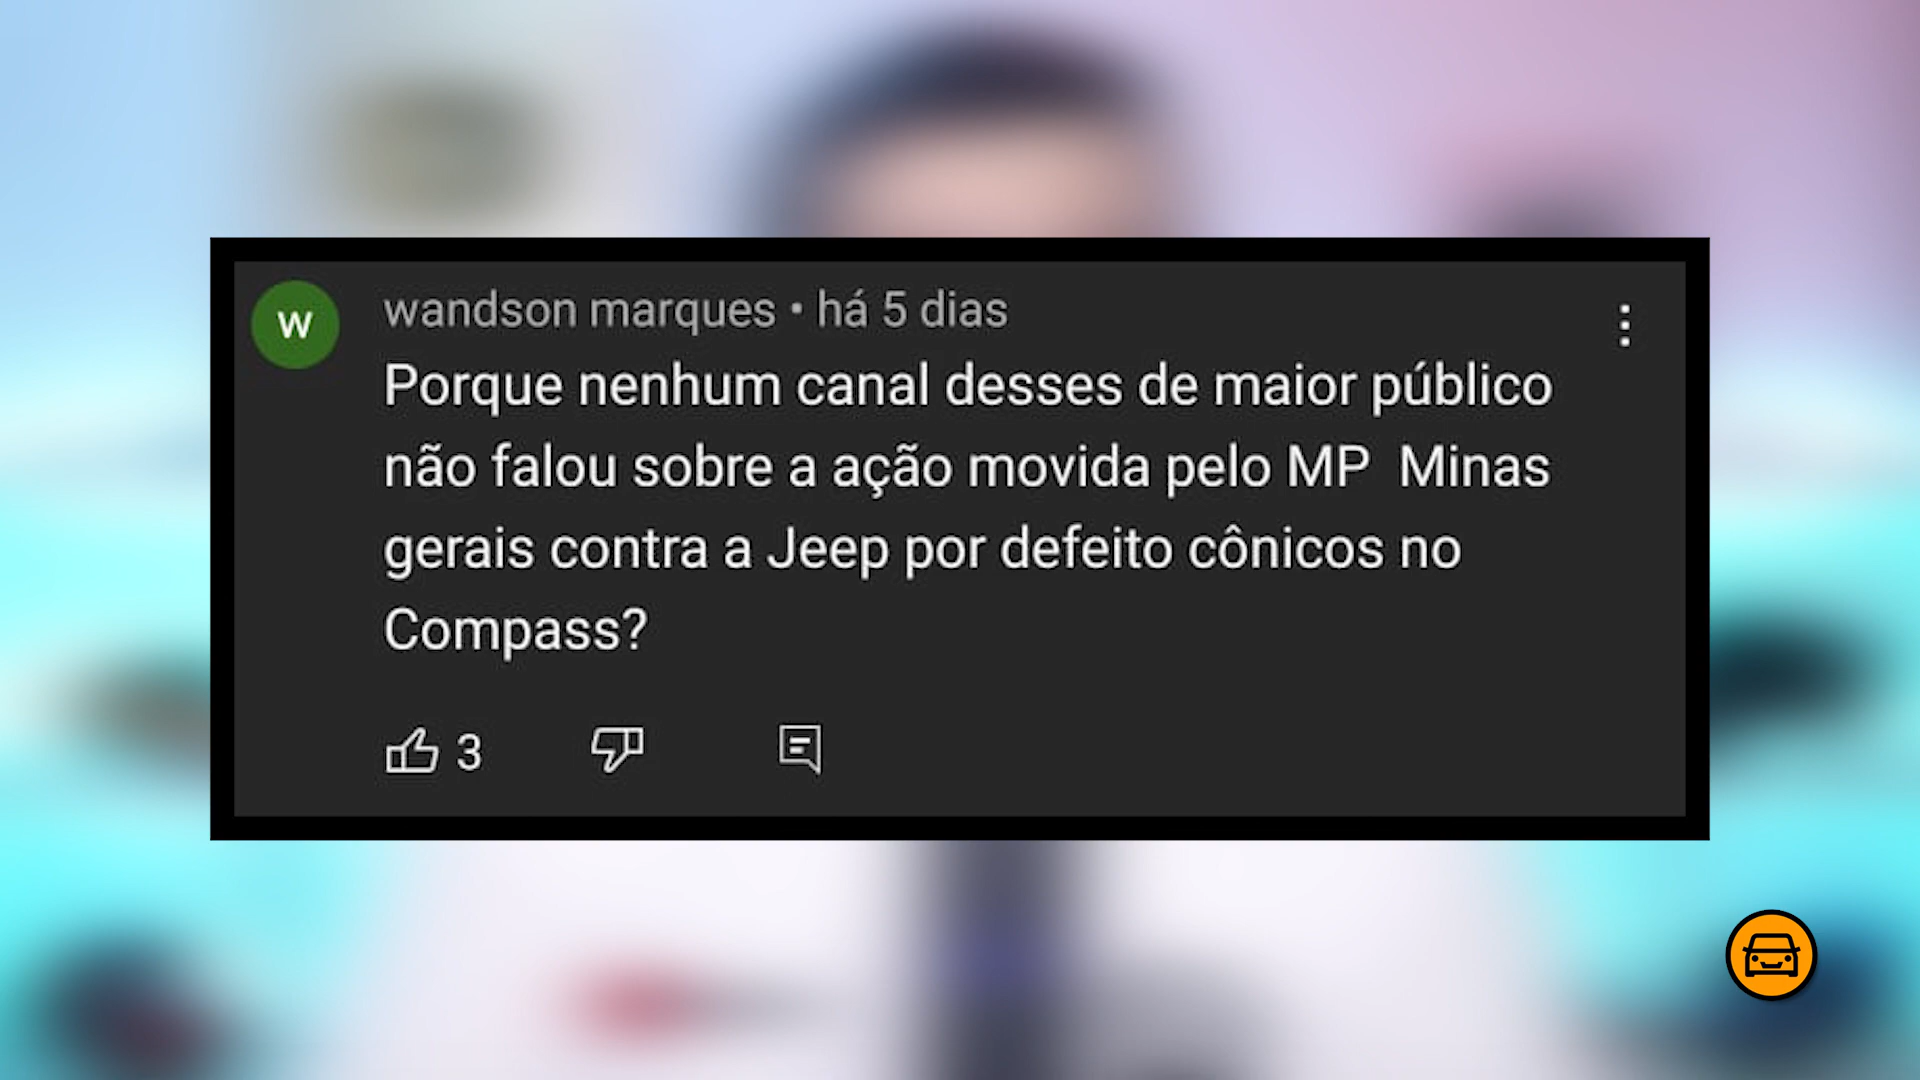 W
wandson marques • há 5 dias
Porque nenhum canal desses de maior público
não falou sobre a ação movida pelo MP  Minas
gerais contra a Jeep por defeito cônicos no
Compass?
3